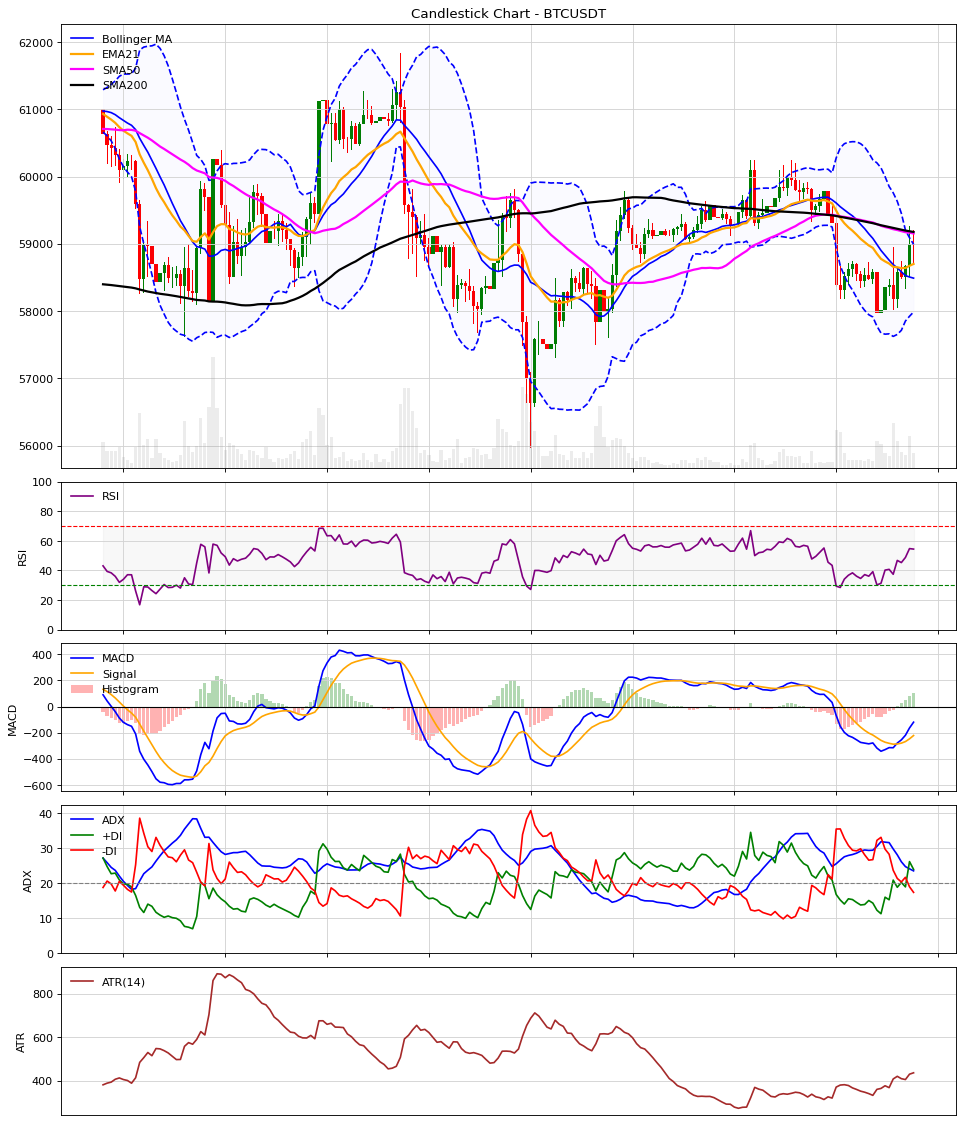 Candlestick Chart - BTCUSDT
62000
61000
60000
59000
58000
57000
56000
Bollinger MA
EMA21
SMA50
SMA200
100
80
60
40
20
0
RSI
RSI
400
200
0
−200
−400
−600
MACD
MACD
Signal
Histogram
40
30
20
10
0
ADX
ADX
+DI
-DI
800
600
400
ATR
ATR(14)